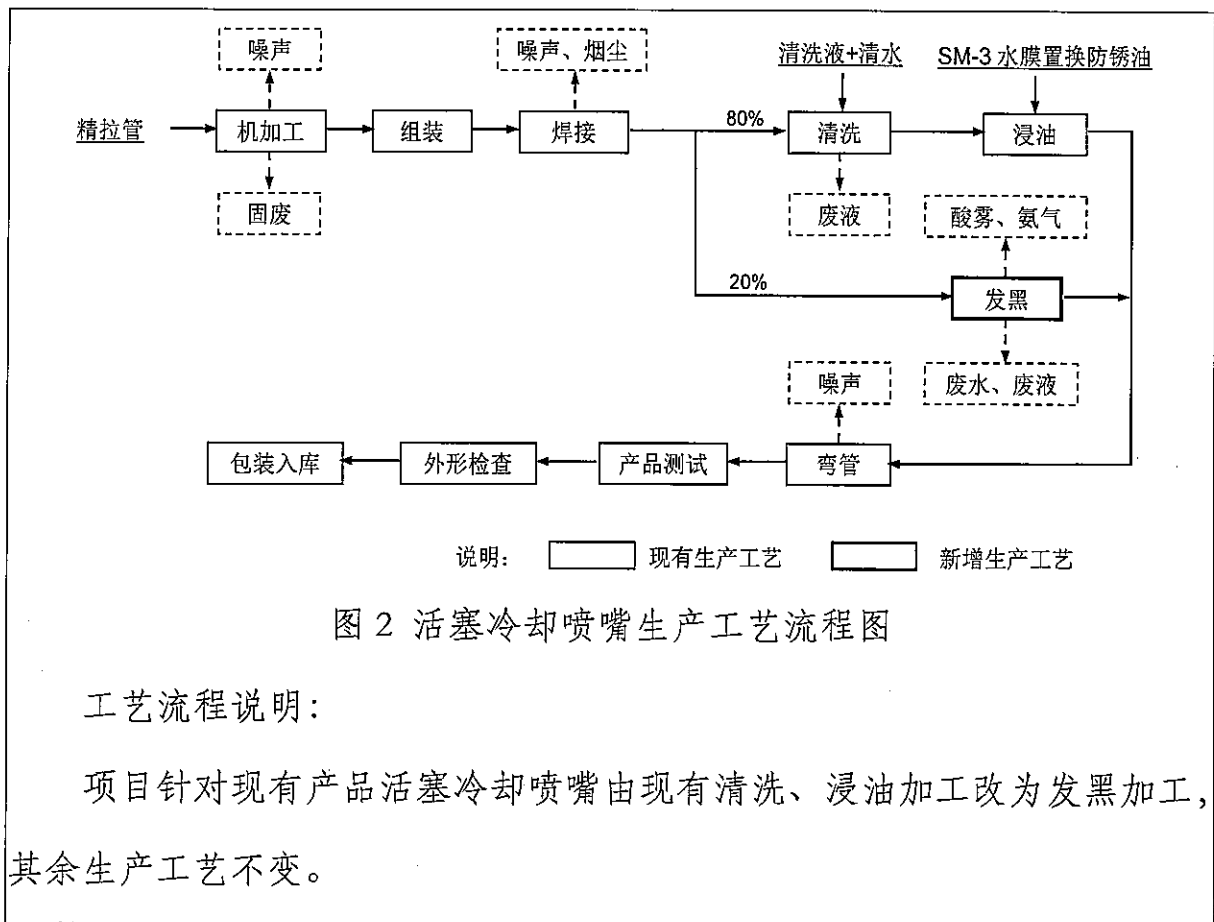 噪声
噪声、烟尘
清洗液+清水
SM-3 水膜置换防锈油
精拉管
机加工
组装
焊接
80%
清洗
浸油
固废
废液
酸雾、氨气
20%
发黑
噪声
废水、废液
包装入库
外形检查
产品测试
弯管
说明：
现有生产工艺
新增生产工艺
图 2 活塞冷却喷嘴生产工艺流程图
工艺流程说明：
项目针对现有产品活塞冷却喷嘴由现有清洗、浸油加工改为发黑加工，
其余生产工艺不变。